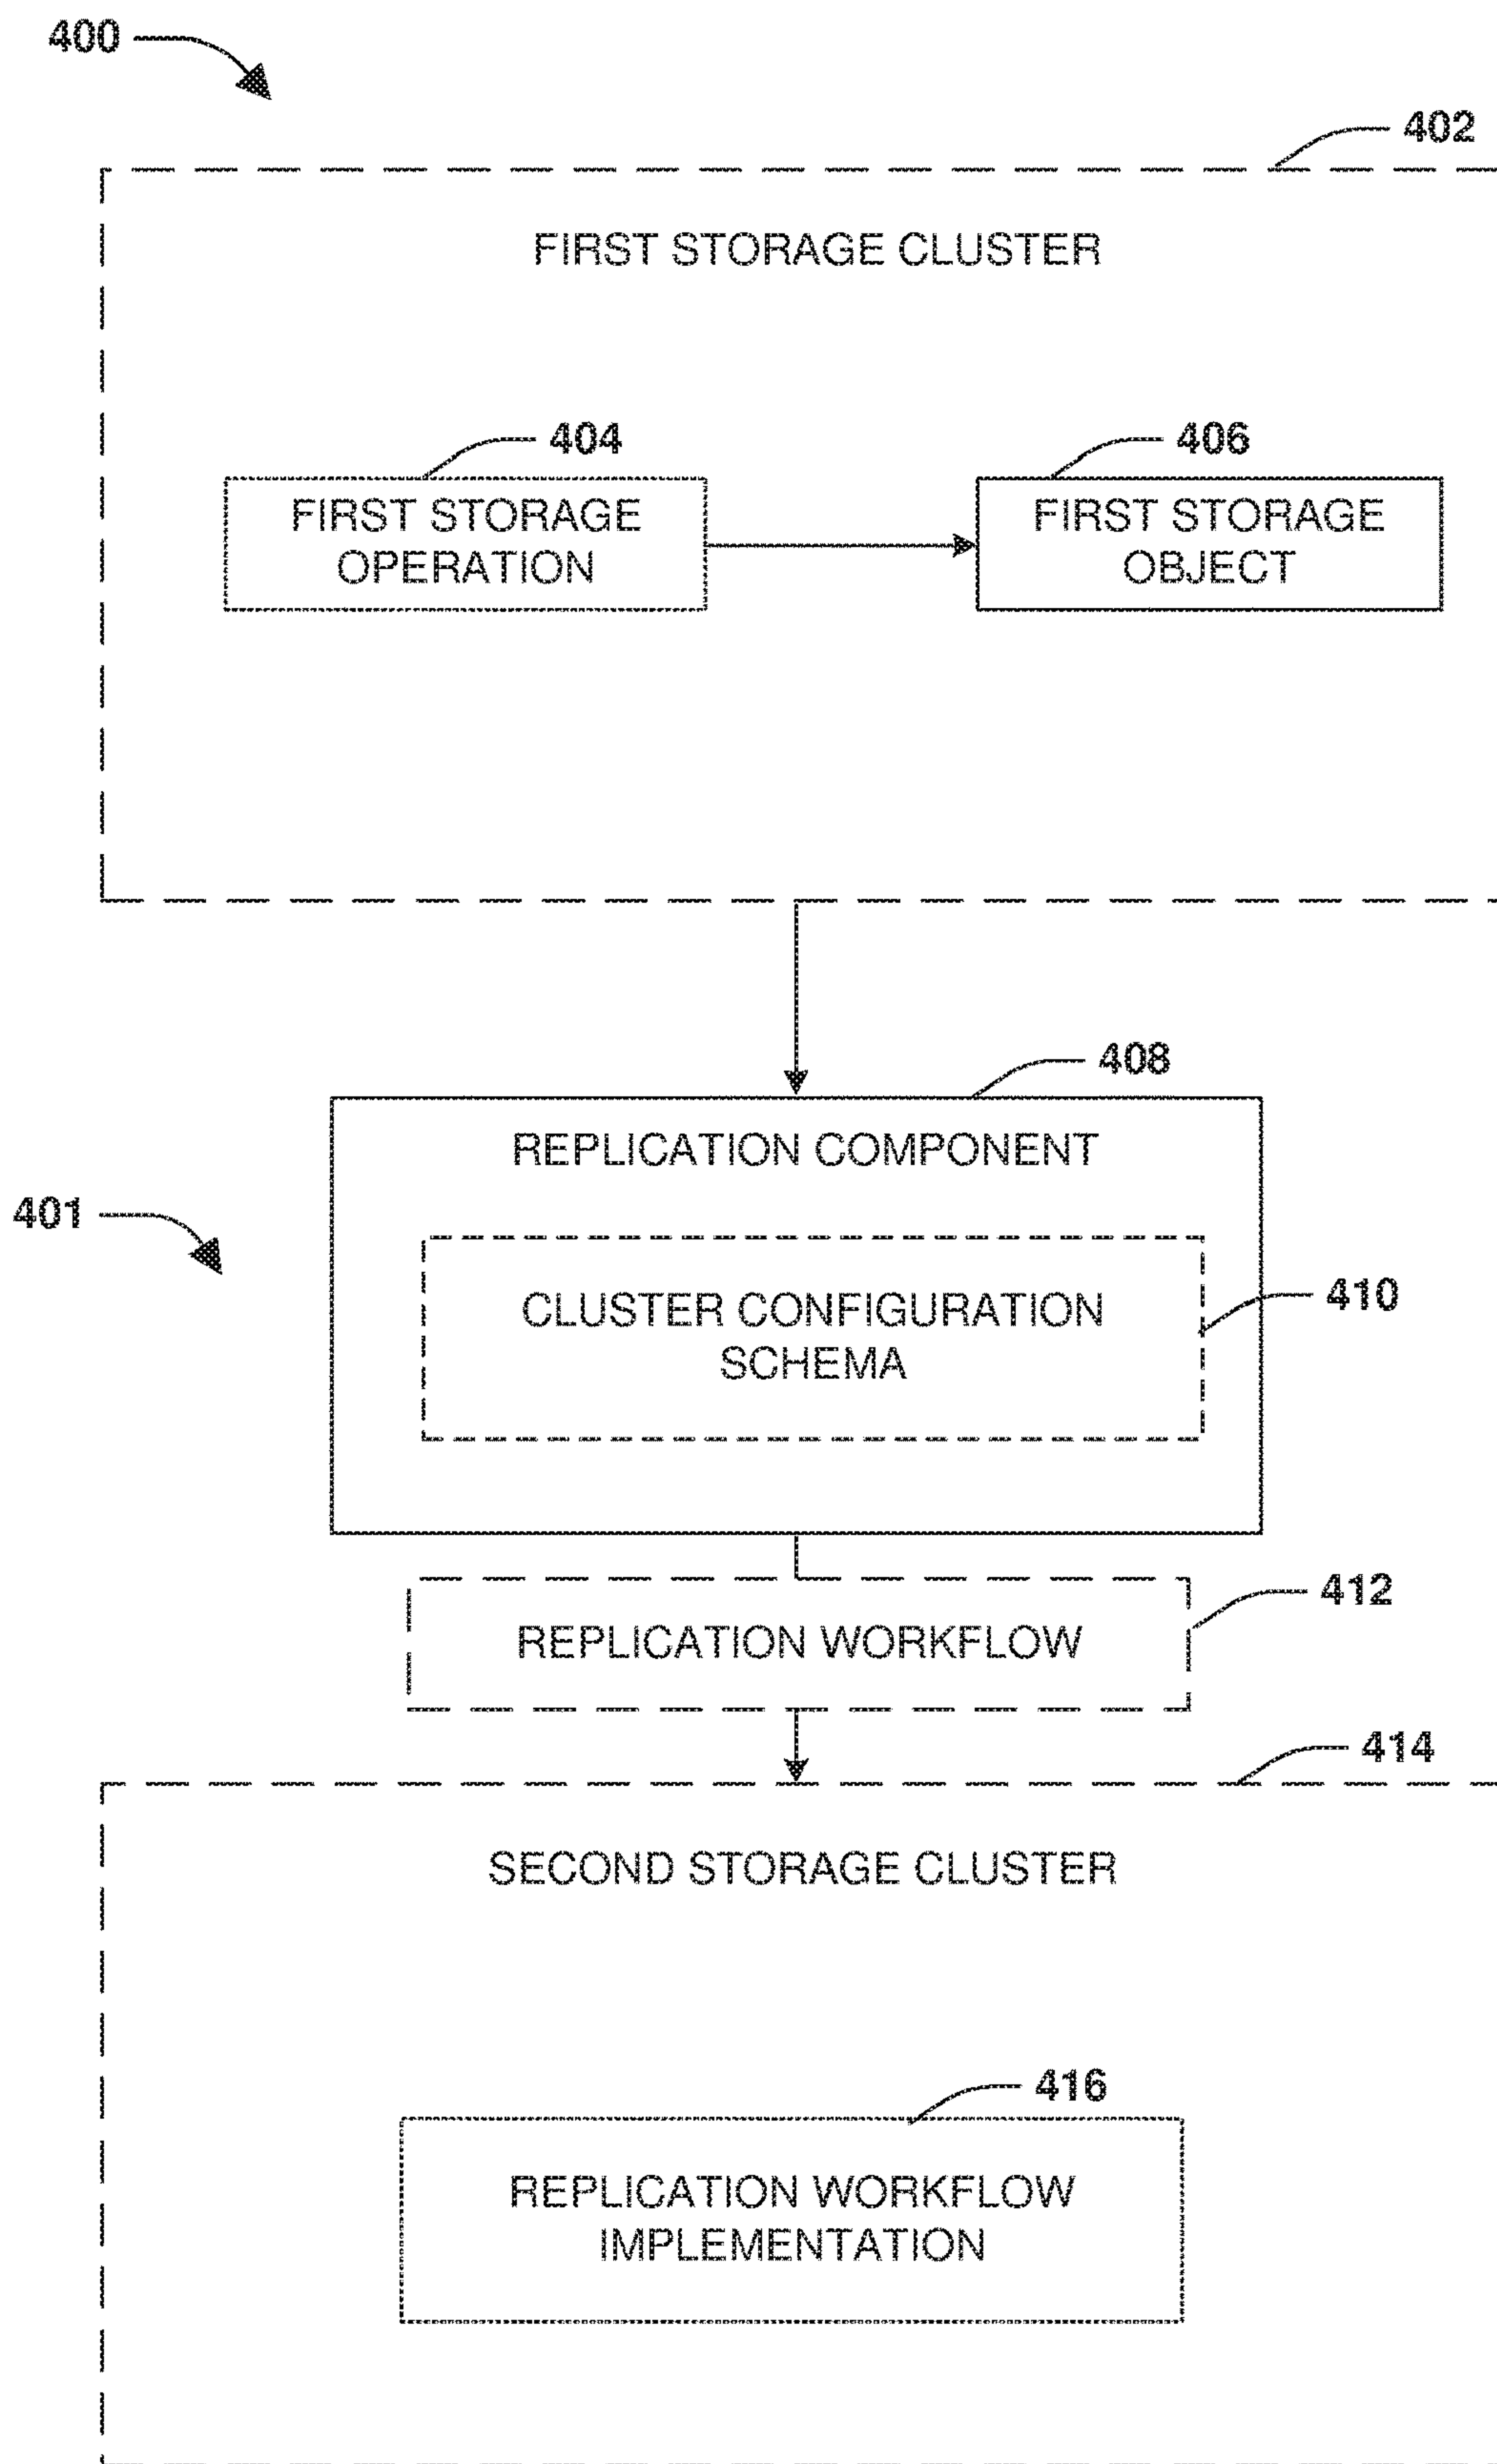 400
402
FIRST STORAGE CLUSTER
404
406
FIRST STORAGE
OPERATION
FIRST STORAGE
OBJECT
408
REPLICATION COMPONENT
401
410
CLUSTER CONFIGURATION
SCHEMA
412
REPLICATION WORKFLOW
414
SECOND STORAGE CLUSTER
416
REPLICATION WORKFLOW
IMPLEMENTATION